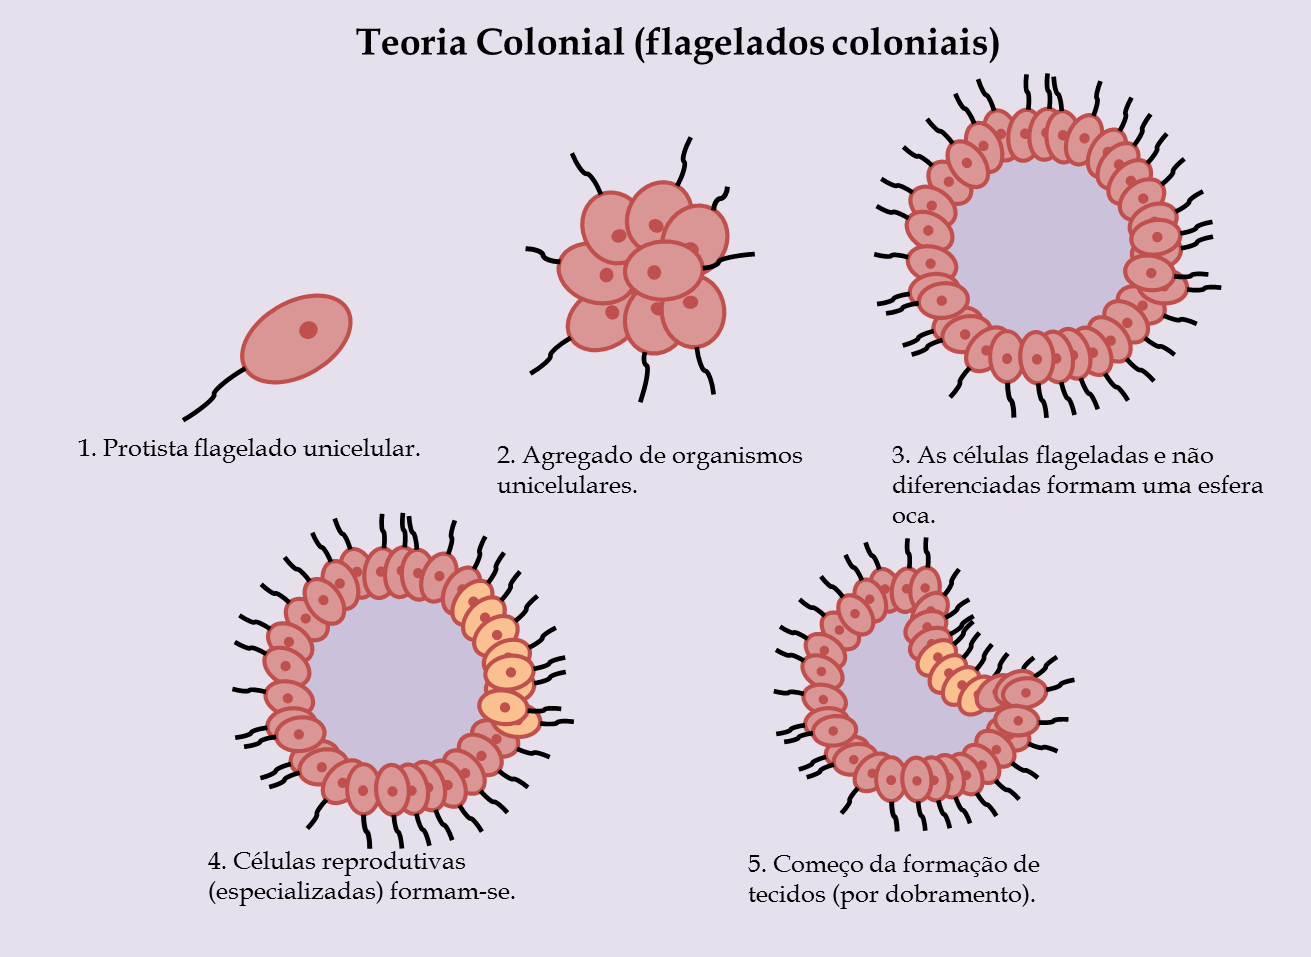 Teoria Colonial (flagelados coloniais)
1. Protista flagelado unicelular.
2. Agregado de organismos
unicelulares.
3. As células flageladas e não
diferenciadas formam uma esfera
oca.
4. Células reprodutivas
(especializadas) formam-se.
5. Começo da formação de
tecidos (por dobramento).